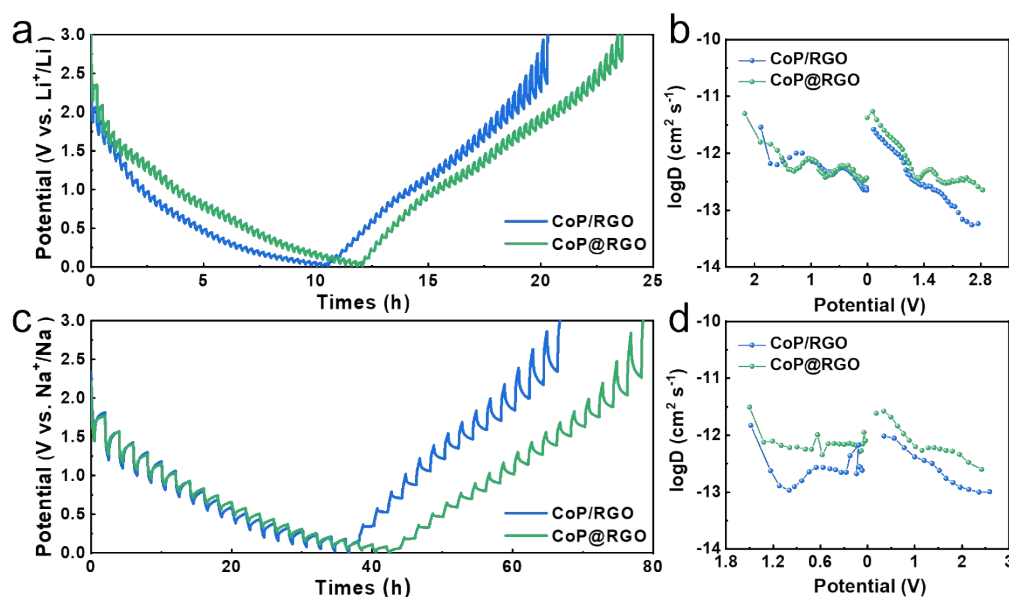 a
3.0
2.5
2.0
1.5
1.0
0.5
0.0
Potential (V vs. Li⁺/Li)
CoP/RGO
CoP@RGO
0 5 10 15 20 25
Times (h)
b
-10
-11
-12
-13
-14
logD (cm² s⁻¹)
CoP/RGO
CoP@RGO
2 1 0 1.4 2.8
Potential (V)
c
3.0
2.5
2.0
1.5
1.0
0.5
0.0
Potential (V vs. Na⁺/Na)
CoP/RGO
CoP@RGO
0 20 40 60 80
Times (h)
d
-10
-11
-12
-13
-14
logD (cm² s⁻¹)
CoP/RGO
CoP@RGO
1.8 1.2 0.6 0 1 2 3
Potential (V)